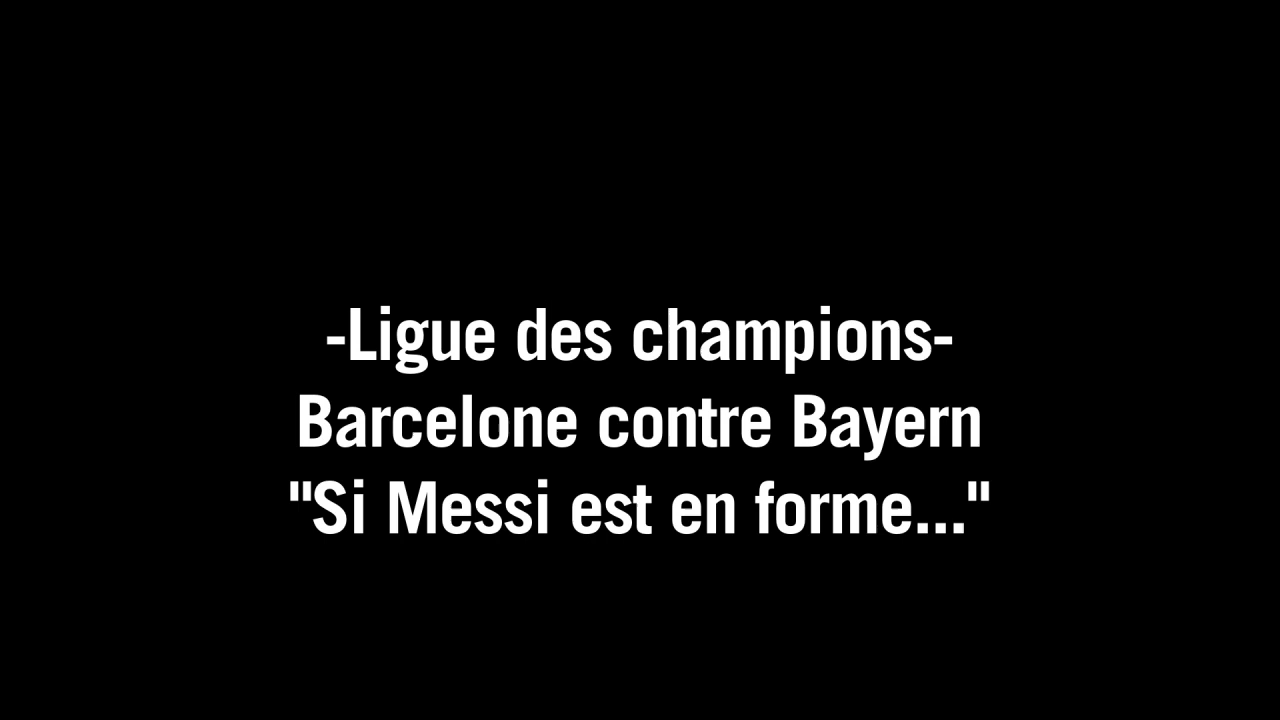 -Ligue des champions-
Barcelone contre Bayern
"Si Messi est en forme..."